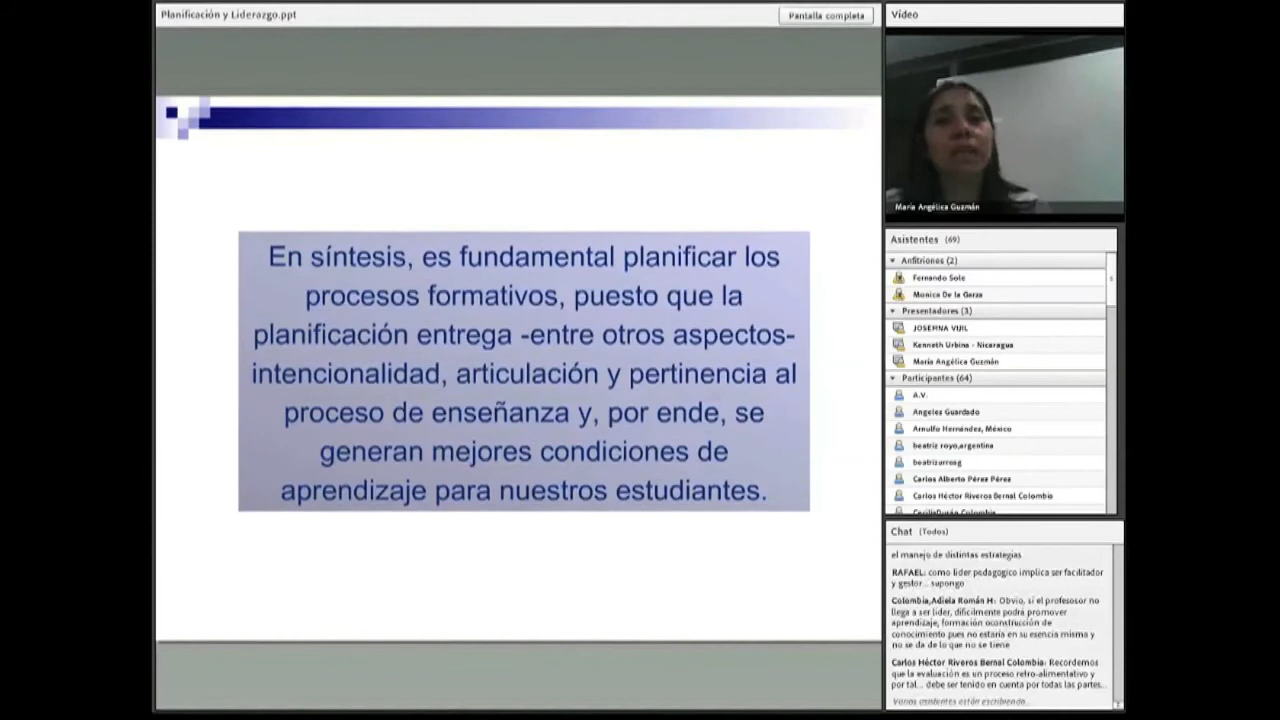 Planificación y Liderazgo.ppt
Pantalla completa
En síntesis, es fundamental planificar los
procesos formativos, puesto que la
planificación entrega -entre otros aspectos-
intencionalidad, articulación y pertinencia al
proceso de enseñanza y, por ende, se
generan mejores condiciones de
aprendizaje para nuestros estudiantes.
Vídeo
María Angélica Guzmán
Asistentes (69)
Anfitriones (2)
Fernando Sole
Monica De la Garza
Presentadores (3)
JOSEFINA VIJIL
Kenneth Urbina - Nicaragua
María Angélica Guzmán
Participantes (64)
A.V.
Angeles Guardado
Arnulfo Hernández, México
beatriz royo,argentina
Carlos Alberto Pérez Pérez
Carlos Héctor Riveros Bernal Colombia
Chat (Todos)
el manejo de distintas estrategias
RAFAEL: como lider pedagogico implica ser facilitador
y gestor... supongo
Colombia,Adiela Román H: Obvio, si el profesosor no
llega a ser líder, dificilmente podrá promover
aprendizaje, formación oconstrucción de
conocimiento pues no estaría en su esencia misma y
no se da de lo que no se tiene
Carlos Héctor Riveros Bernal Colombia: Recordemos
que la evaluación es un proceso retro-alimentativo y
por tal... debe ser tenido en cuenta por todas las partes...
Varios asistentes están escribiendo...